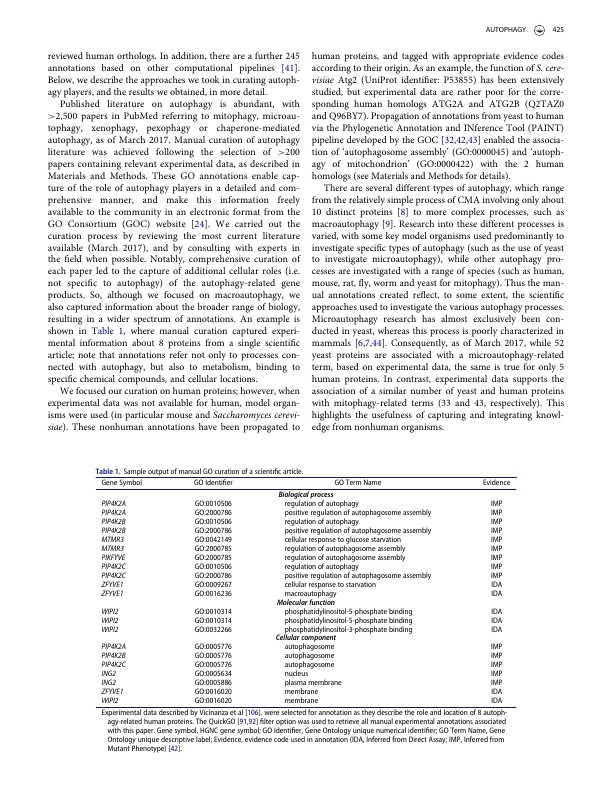 AUTOPHAGY 425
reviewed human orthologs. In addition, there are a further 245
annotations based on other computational pipelines [41].
Below, we describe the approaches we took in curating autoph-
agy players, and the results we obtained, in more detail.
Published literature on autophagy is abundant, with
>2,500 papers in PubMed referring to mitophagy, microau-
tophagy, xenophagy, pexophagy or chaperone-mediated
autophagy, as of March 2017. Manual curation of autophagy
literature was achieved following the selection of >200
papers containing relevant experimental data, as described in
Materials and Methods. These GO annotations enable cap-
ture of the role of autophagy players in a detailed and com-
prehensive manner, and make this information freely
available to the community in an electronic format from the
GO Consortium (GOC) website [24]. We carried out the
curation process by reviewing the most current literature
available (March 2017), and by consulting with experts in
the field when possible. Notably, comprehensive curation of
each paper led to the capture of additional cellular roles (i.e.
not specific to autophagy) of the autophagy-related gene
products. So, although we focused on macroautophagy, we
also captured information about the broader range of biology,
resulting in a wider spectrum of annotations. An example is
shown in Table 1, where manual curation captured experi-
mental information about 8 proteins from a single scientific
article; note that annotations refer not only to processes con-
nected with autophagy, but also to metabolism, binding to
specific chemical compounds, and cellular locations.
We focused our curation on human proteins; however, when
experimental data was not available for human, model organ-
isms were used (in particular mouse and Saccharomyces cerevi-
siae). These nonhuman annotations have been propagated to
human proteins, and tagged with appropriate evidence codes
according to their origin. As an example, the function of S. cere-
visiae Atg2 (UniProt identifier: P53855) has been extensively
studied, but experimental data are rather poor for the corre-
sponding human homologs ATG2A and ATG2B (Q2TAZ0
and Q96BY7). Propagation of annotations from yeast to human
via the Phylogenetic Annotation and INference Tool (PAINT)
pipeline developed by the GOC [32,42,43] enabled the associa-
tion of ‘autophagosome assembly’ (GO:0000045) and ‘autoph-
agy of mitochondrion’ (GO:0000422) with the 2 human
homologs (see Materials and Methods for details).
There are several different types of autophagy, which range
from the relatively simple process of CMA involving only about
10 distinct proteins [8] to more complex processes, such as
macroautophagy [9]. Research into these different processes is
varied, with some key model organisms used predominantly to
investigate specific types of autophagy (such as the use of yeast
to investigate microautophagy), while other autophagy pro-
cesses are investigated with a range of species (such as human,
mouse, rat, fly, worm and yeast for mitophagy). Thus the man-
ual annotations created reflect, to some extent, the scientific
approaches used to investigate the various autophagy processes.
Microautophagy research has almost exclusively been con-
ducted in yeast, whereas this process is poorly characterized in
mammals [6,7,44]. Consequently, as of March 2017, while 52
yeast proteins are associated with a microautophagy-related
term, based on experimental data, the same is true for only 5
human proteins. In contrast, experimental data supports the
association of a similar number of yeast and human proteins
with mitophagy-related terms (33 and 43, respectively). This
highlights the usefulness of capturing and integrating knowl-
edge from nonhuman organisms.
Table 1. Sample output of manual GO curation of a scientific article.
Gene Symbol GO Identifier GO Term Name Evidence
Biological process
PIP4K2A GO:0010506 regulation of autophagy IMP
PIP4K2A GO:2000786 positive regulation of autophagosome assembly IMP
PIP4K2B GO:0010506 regulation of autophagy IMP
PIP4K2B GO:2000786 positive regulation of autophagosome assembly IMP
MTMR3 GO:0042149 cellular response to glucose starvation IMP
MTMR3 GO:2000785 regulation of autophagosome assembly IMP
PIKFYVE GO:2000785 regulation of autophagosome assembly IMP
PIP4K2C GO:0010506 regulation of autophagy IMP
PIP4K2C GO:2000786 positive regulation of autophagosome assembly IMP
ZFYVE1 GO:0009267 cellular response to starvation IDA
ZFYVE1 GO:0016236 macroautophagy IDA
Molecular function
WIPI2 GO:0010314 phosphatidylinositol-5-phosphate binding IDA
WIPI2 GO:0010314 phosphatidylinositol-5-phosphate binding IDA
WIPI2 GO:0032266 phosphatidylinositol-3-phosphate binding IDA
Cellular component
PIP4K2A GO:0005776 autophagosome IMP
PIP4K2B GO:0005776 autophagosome IMP
PIP4K2C GO:0005776 autophagosome IMP
ING2 GO:0005634 nucleus IMP
ING2 GO:0005886 plasma membrane IMP
ZFYVE1 GO:0016020 membrane IDA
WIPI2 GO:0016020 membrane IDA
Experimental data described by Vicinanza et al [106]. were selected for annotation as they describe the role and location of 8 autoph-
agy-related human proteins. The QuickGO [91,92] filter option was used to retrieve all manual experimental annotations associated
with this paper. Gene symbol, HGNC gene symbol; GO Identifier, Gene Ontology unique numerical identifier; GO Term Name, Gene
Ontology unique descriptive label; Evidence, evidence code used in annotation (IDA, Inferred from Direct Assay; IMP, Inferred from
Mutant Phenotype) [42].